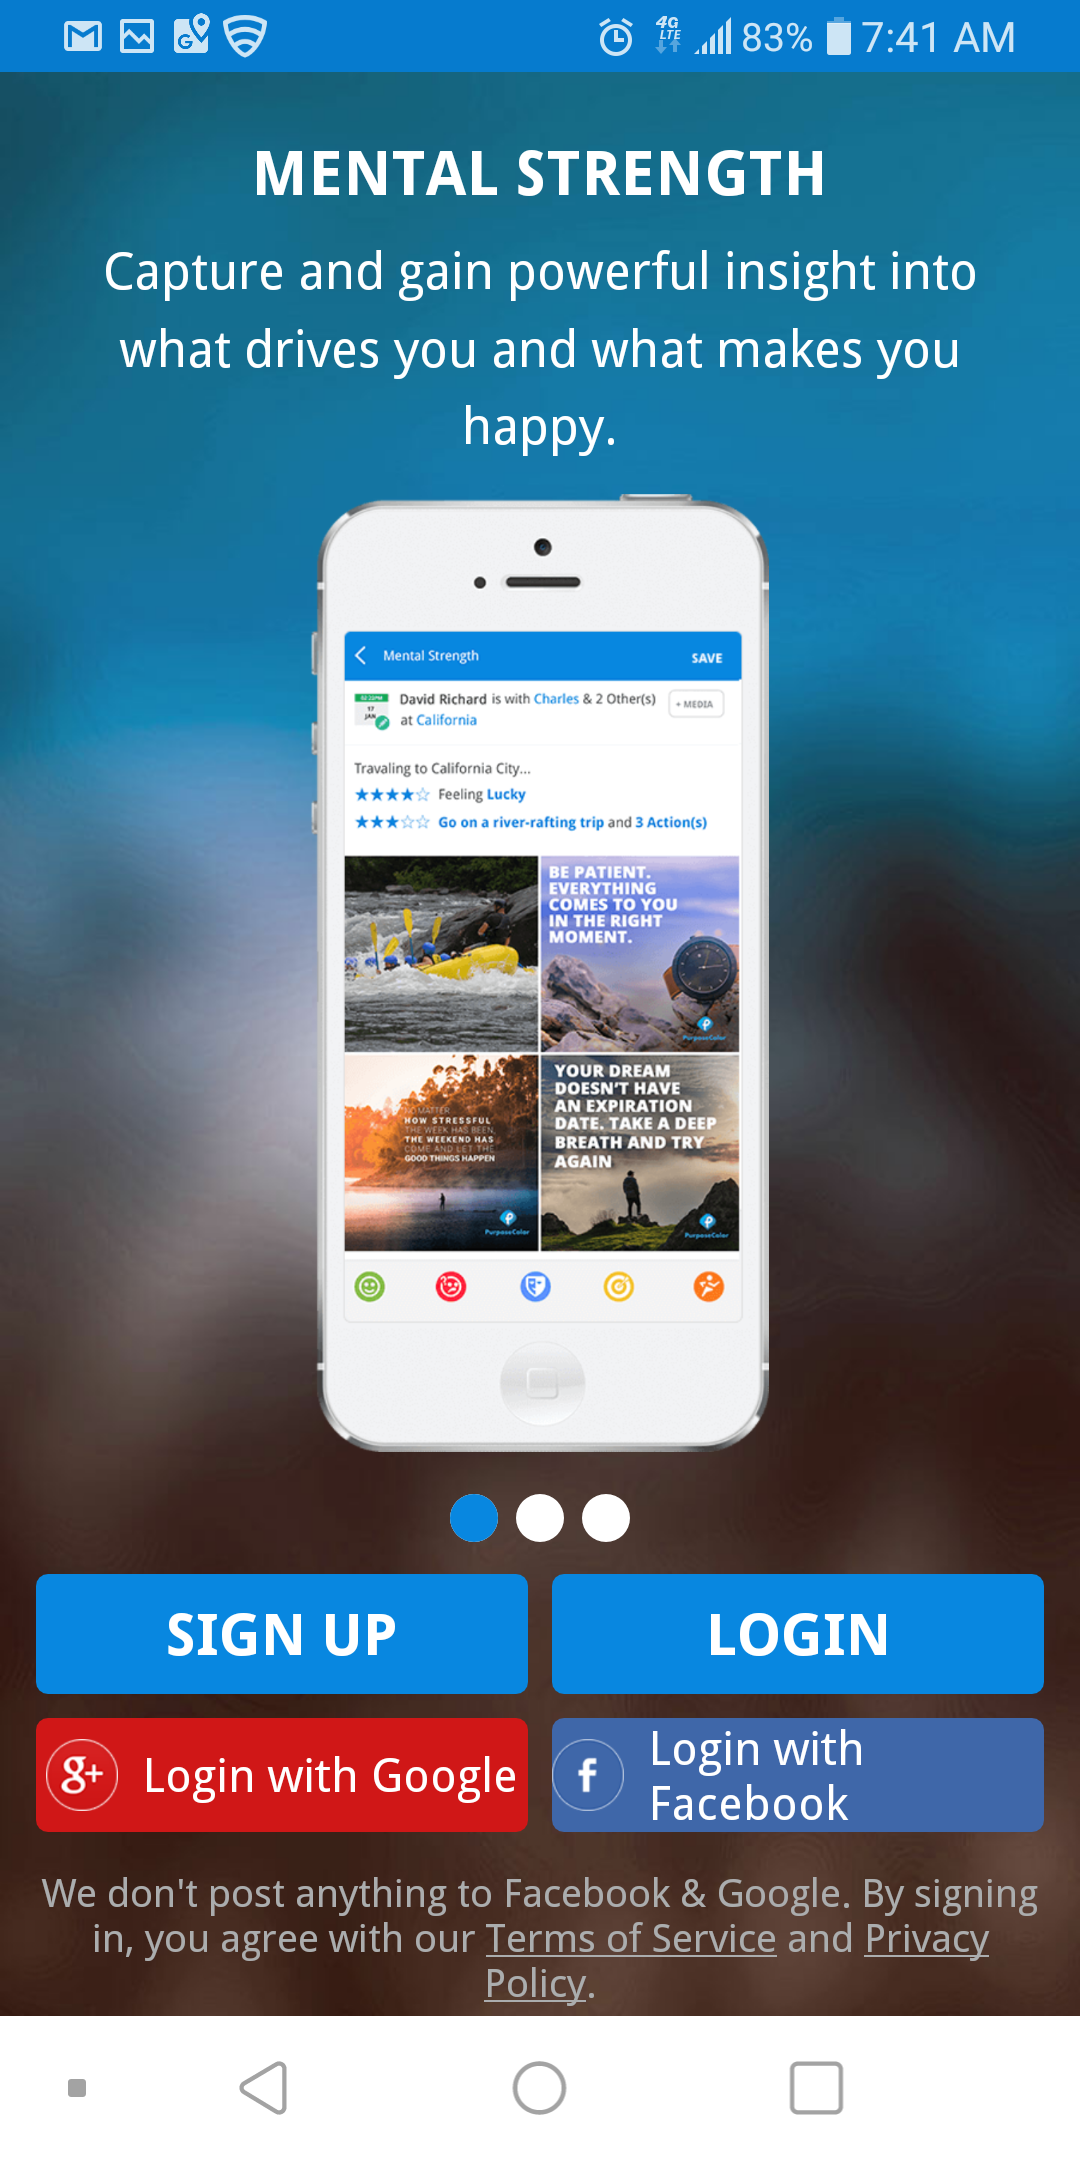 4G LTE 83% 7:41 AM
MENTAL STRENGTH
Capture and gain powerful insight into
what drives you and what makes you
happy.
Mental Strength SAVE
17
JAN
David Richard is with Charles & 2 Other(s)
at California
+ MEDIA
Travaling to California City...
Feeling Lucky
Go on a river-rafting trip and 3 Action(s)
BE PATIENT.
EVERYTHING
COMES TO YOU
IN THE RIGHT
MOMENT.
PurposeColor
NO MATTER
HOW STRESSFUL
THE WEEK HAS BEEN,
THE WEEKEND HAS
COME AND LET THE
GOOD THINGS HAPPEN
PurposeColor
YOUR DREAM
DOESN'T HAVE
AN EXPIRATION
DATE. TAKE A DEEP
BREATH AND TRY
AGAIN
PurposeColor
SIGN UP
LOGIN
g+ Login with Google
f Login with
Facebook
We don't post anything to Facebook & Google. By signing
in, you agree with our Terms of Service and Privacy
Policy.